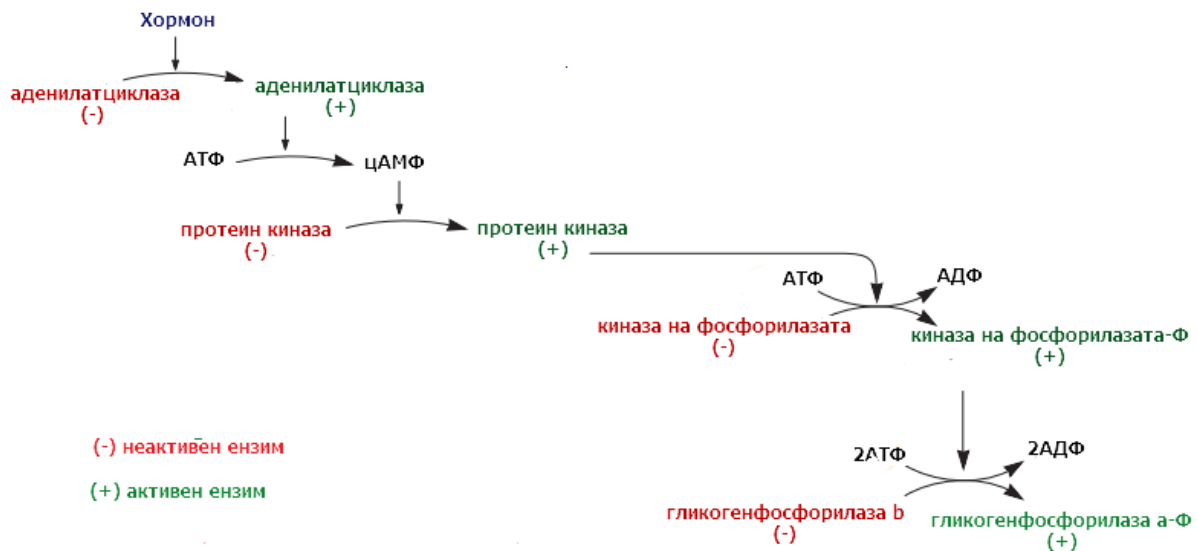 Хормон
аденилатциклаза
(-)
аденилатциклаза
(+)
АТФ
цАМФ
протеин киназа
(-)
протеин киназа
(+)
АТФ
АДФ
киназа на фосфорилазата
(-)
киназа на фосфорилазата-Ф
(+)
2АТФ
2АДФ
гликогенфосфорилаза b
(-)
гликогенфосфорилаза а-Ф
(+)
(-) неактивен ензим
(+) активен ензим